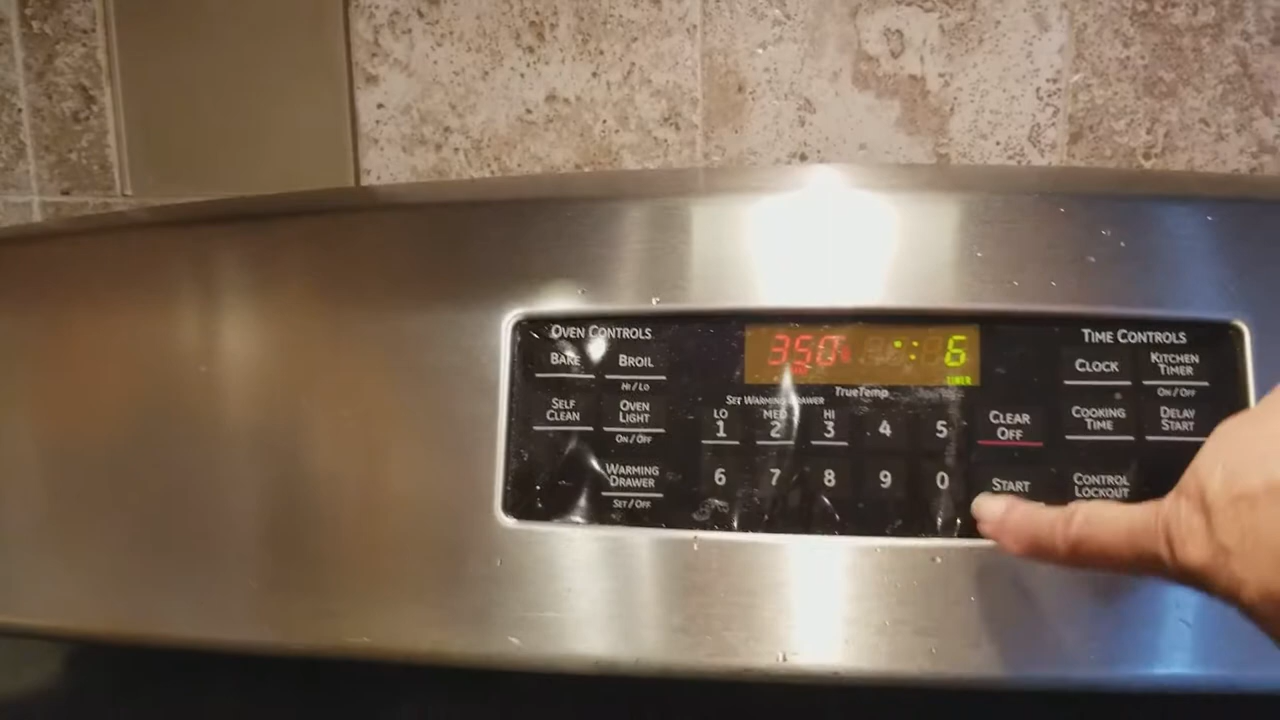 OVEN CONTROLS
BAKE
BROIL
HI / LO
SELF
CLEAN
OVEN
LIGHT
ON / OFF
WARMING
DRAWER
SET / OFF
350
: 6
TIMER
TrueTemp
SET WARMING DRAWER
LO MED HI
1 2 3 4 5
6 7 8 9 0
CLEAR
OFF
START
TIME CONTROLS
CLOCK
KITCHEN
TIMER
ON / OFF
COOKING
TIME
DELAY
START
CONTROL
LOCKOUT